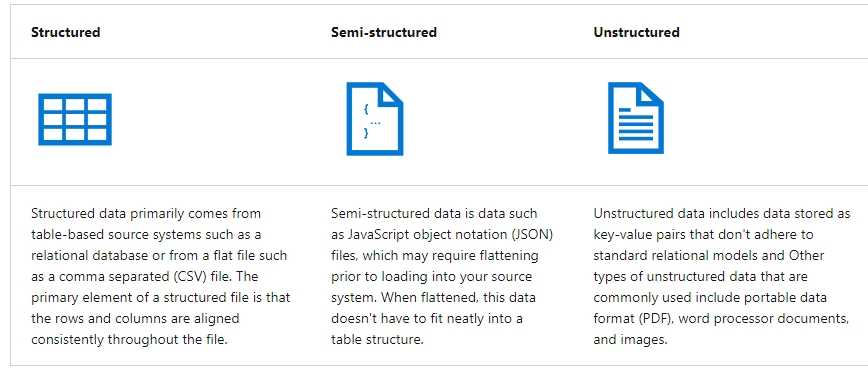 Structured
Semi-structured
Unstructured
{
...
}
Structured data primarily comes from
table-based source systems such as a
relational database or from a flat file such
as a comma separated (CSV) file. The
primary element of a structured file is that
the rows and columns are aligned
consistently throughout the file.
Semi-structured data is data such
as JavaScript object notation (JSON)
files, which may require flattening
prior to loading into your source
system. When flattened, this data
doesn't have to fit neatly into a
table structure.
Unstructured data includes data stored as
key-value pairs that don't adhere to
standard relational models and Other
types of unstructured data that are
commonly used include portable data
format (PDF), word processor documents,
and images.